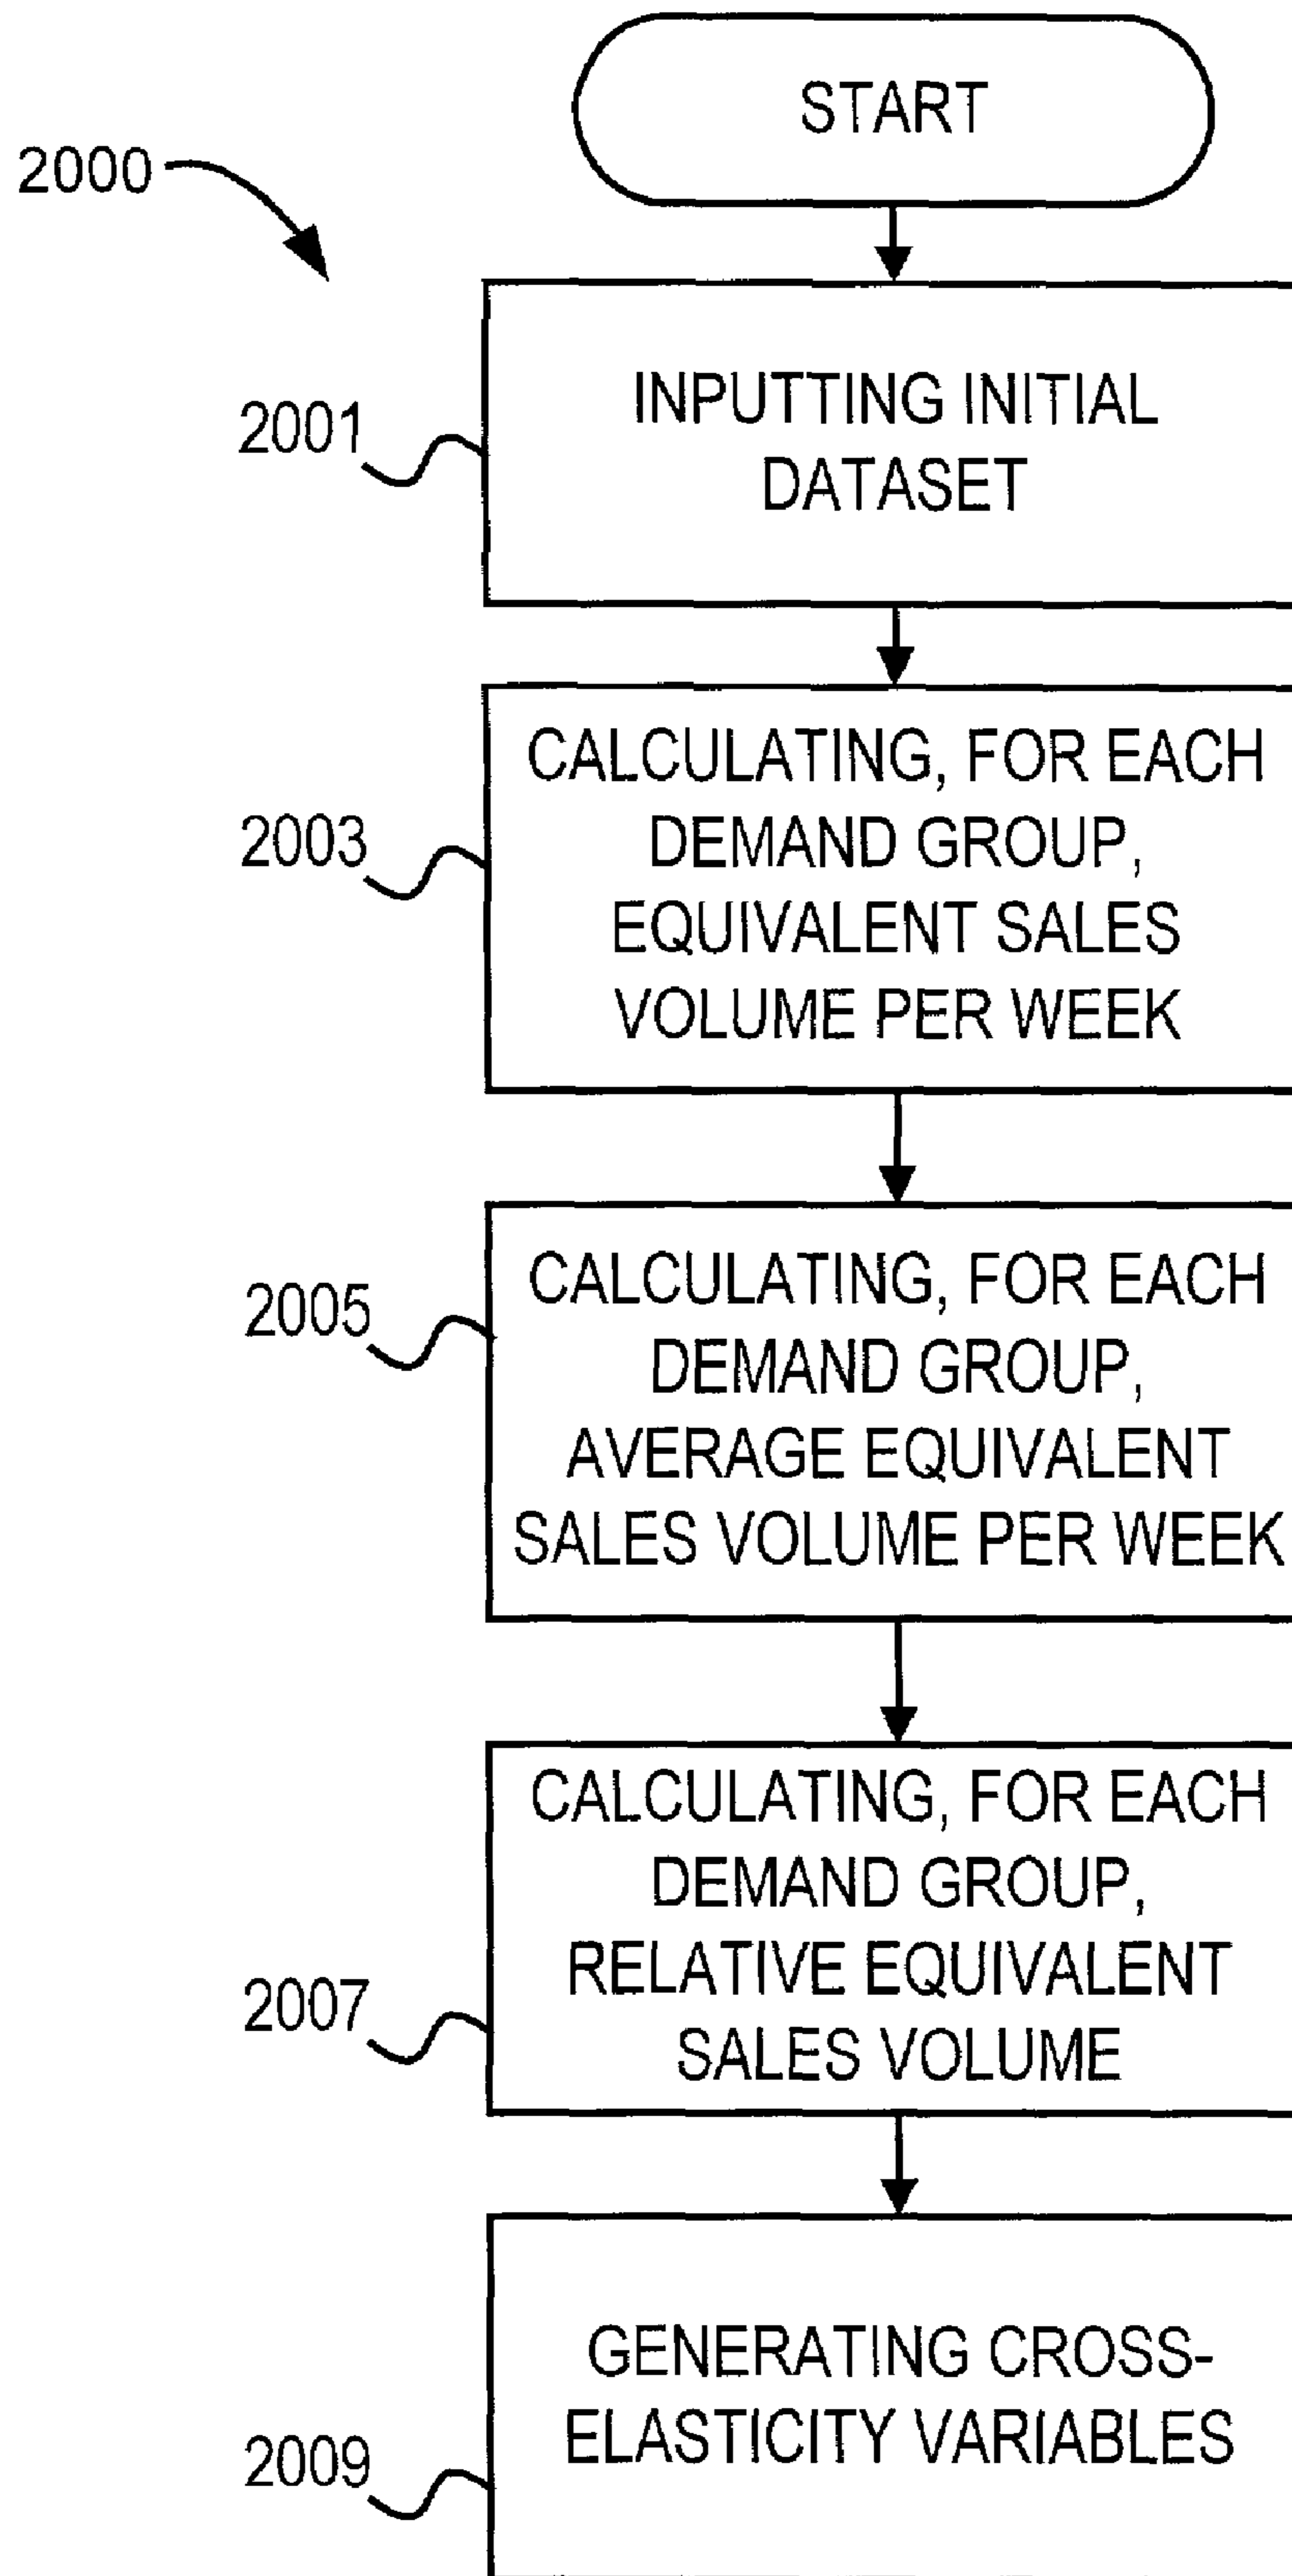 START
2000
INPUTTING INITIAL
DATASET
2001
CALCULATING, FOR EACH
DEMAND GROUP,
EQUIVALENT SALES
VOLUME PER WEEK
2003
CALCULATING, FOR EACH
DEMAND GROUP,
AVERAGE EQUIVALENT
SALES VOLUME PER WEEK
2005
CALCULATING, FOR EACH
DEMAND GROUP,
RELATIVE EQUIVALENT
SALES VOLUME
2007
GENERATING CROSS-
ELASTICITY VARIABLES
2009